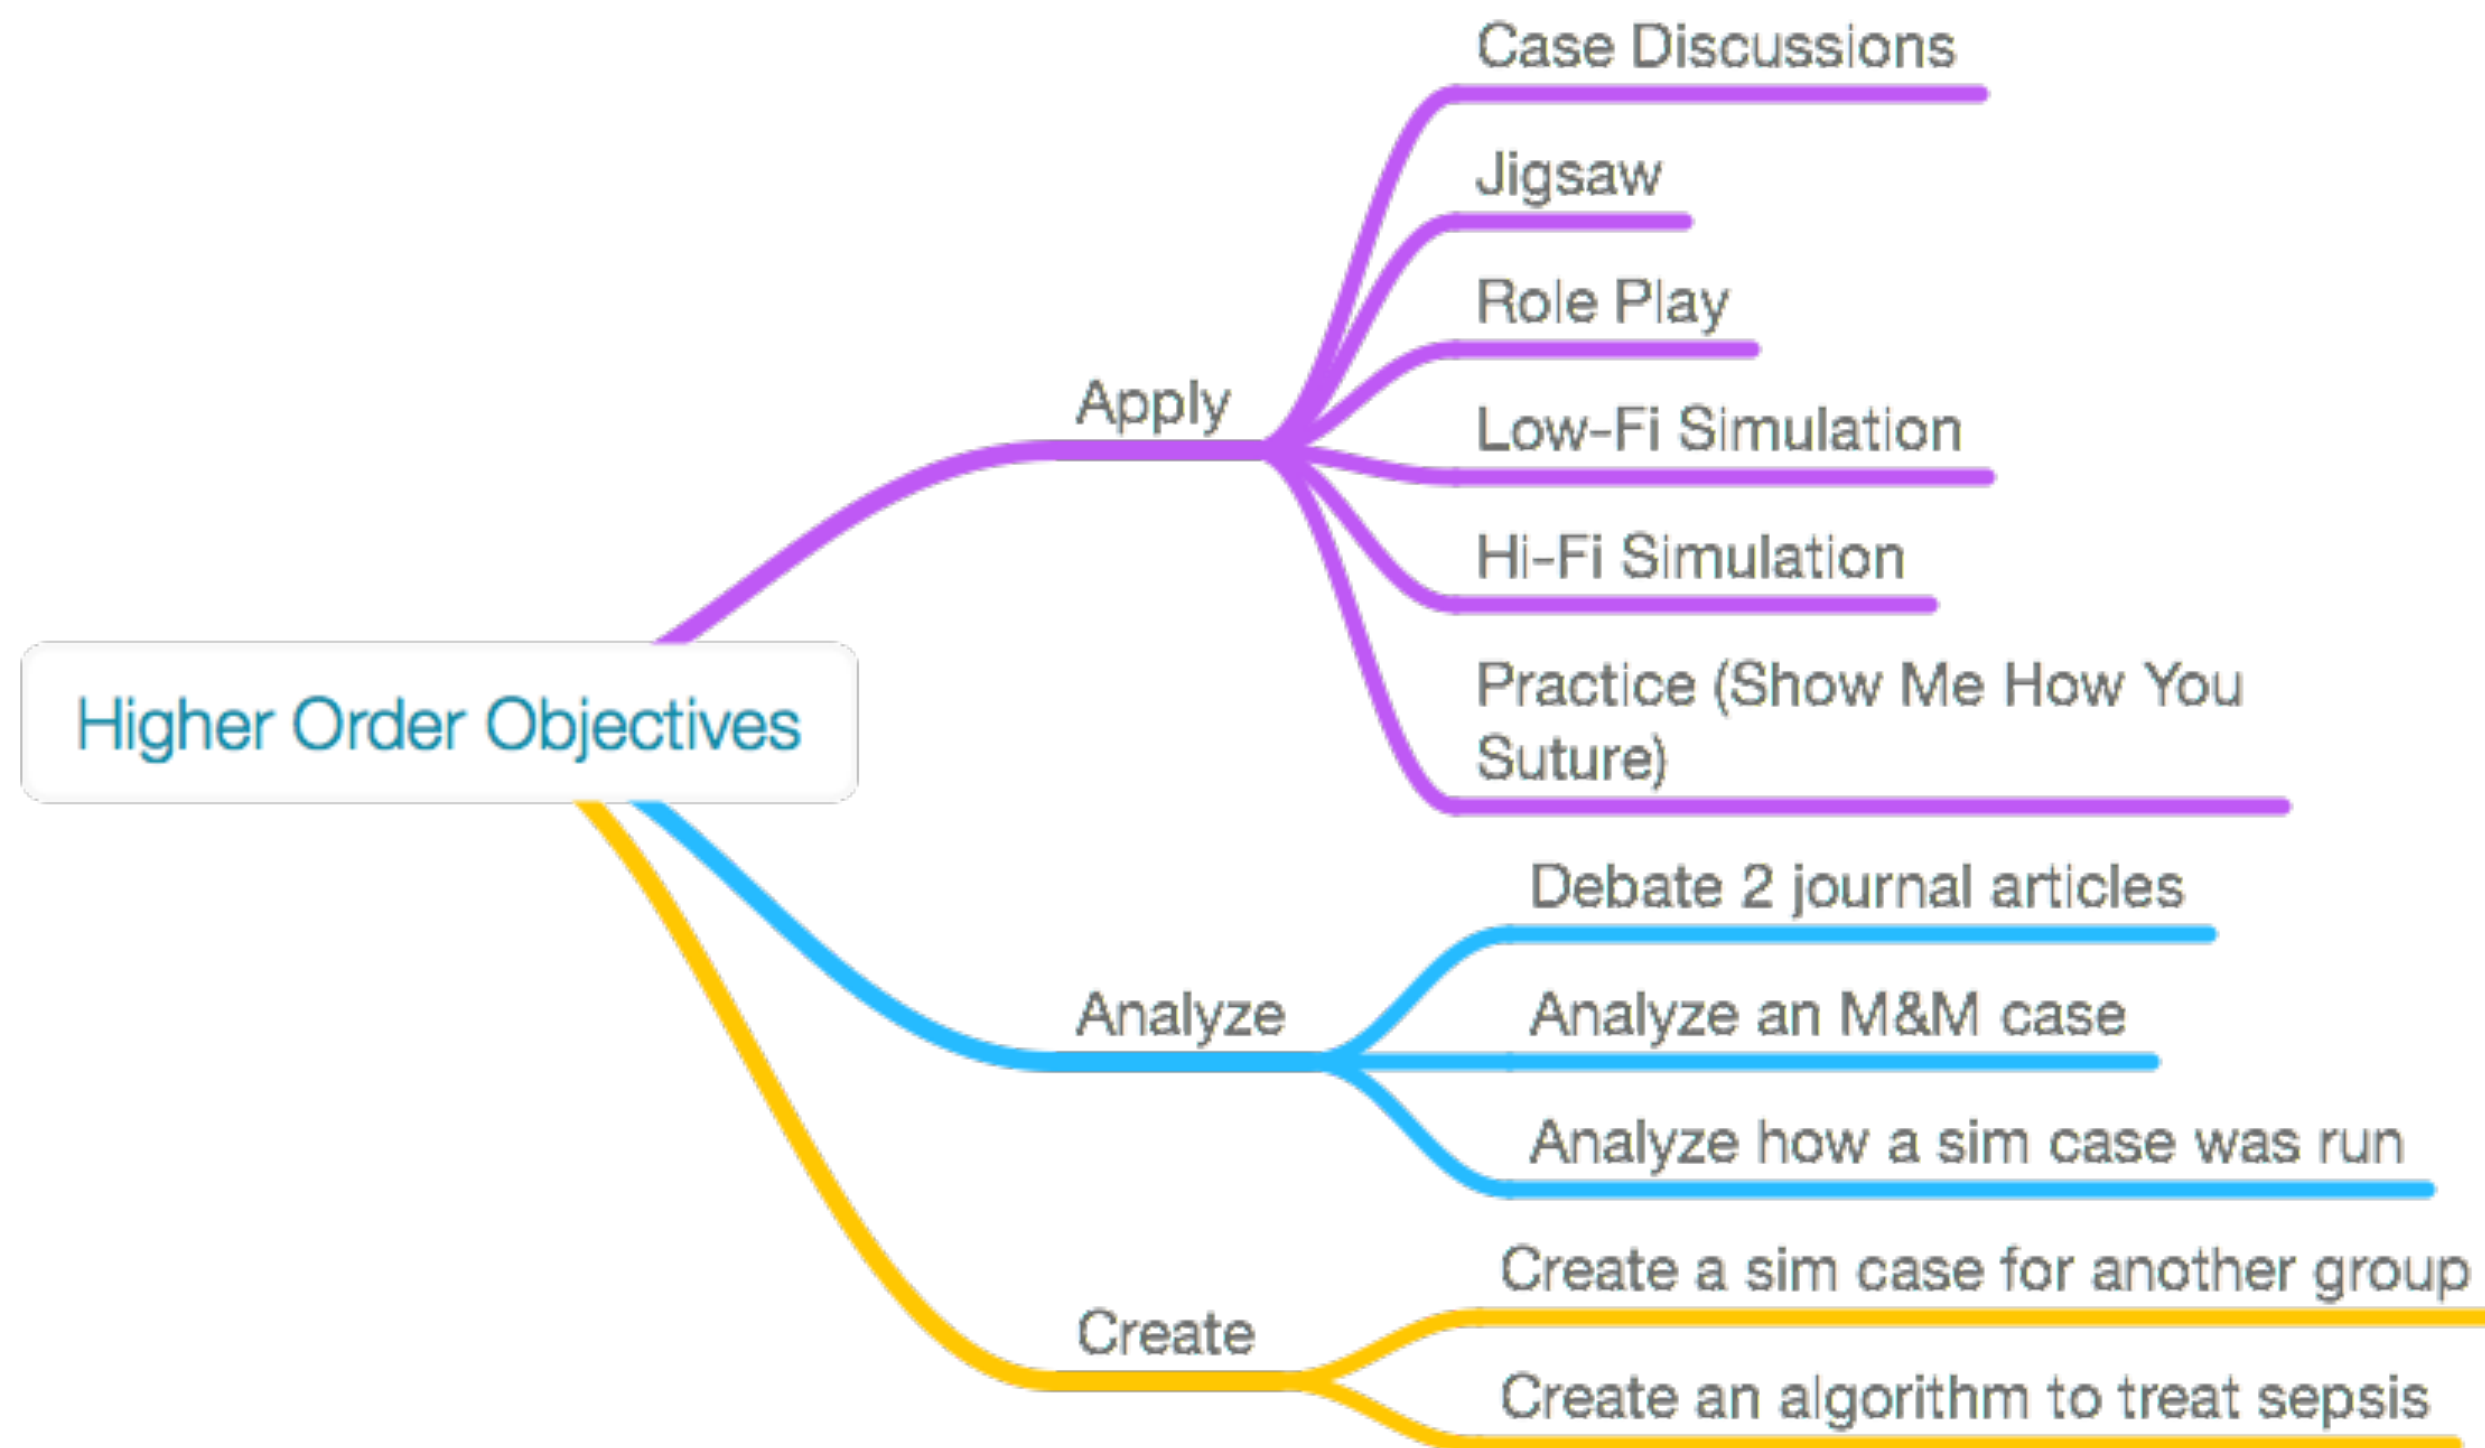 Higher Order Objectives
Apply
Case Discussions
Jigsaw
Role Play
Low-Fi Simulation
Hi-Fi Simulation
Practice (Show Me How You
Suture)
Analyze
Debate 2 journal articles
Analyze an M&M case
Analyze how a sim case was run
Create
Create a sim case for another group
Create an algorithm to treat sepsis